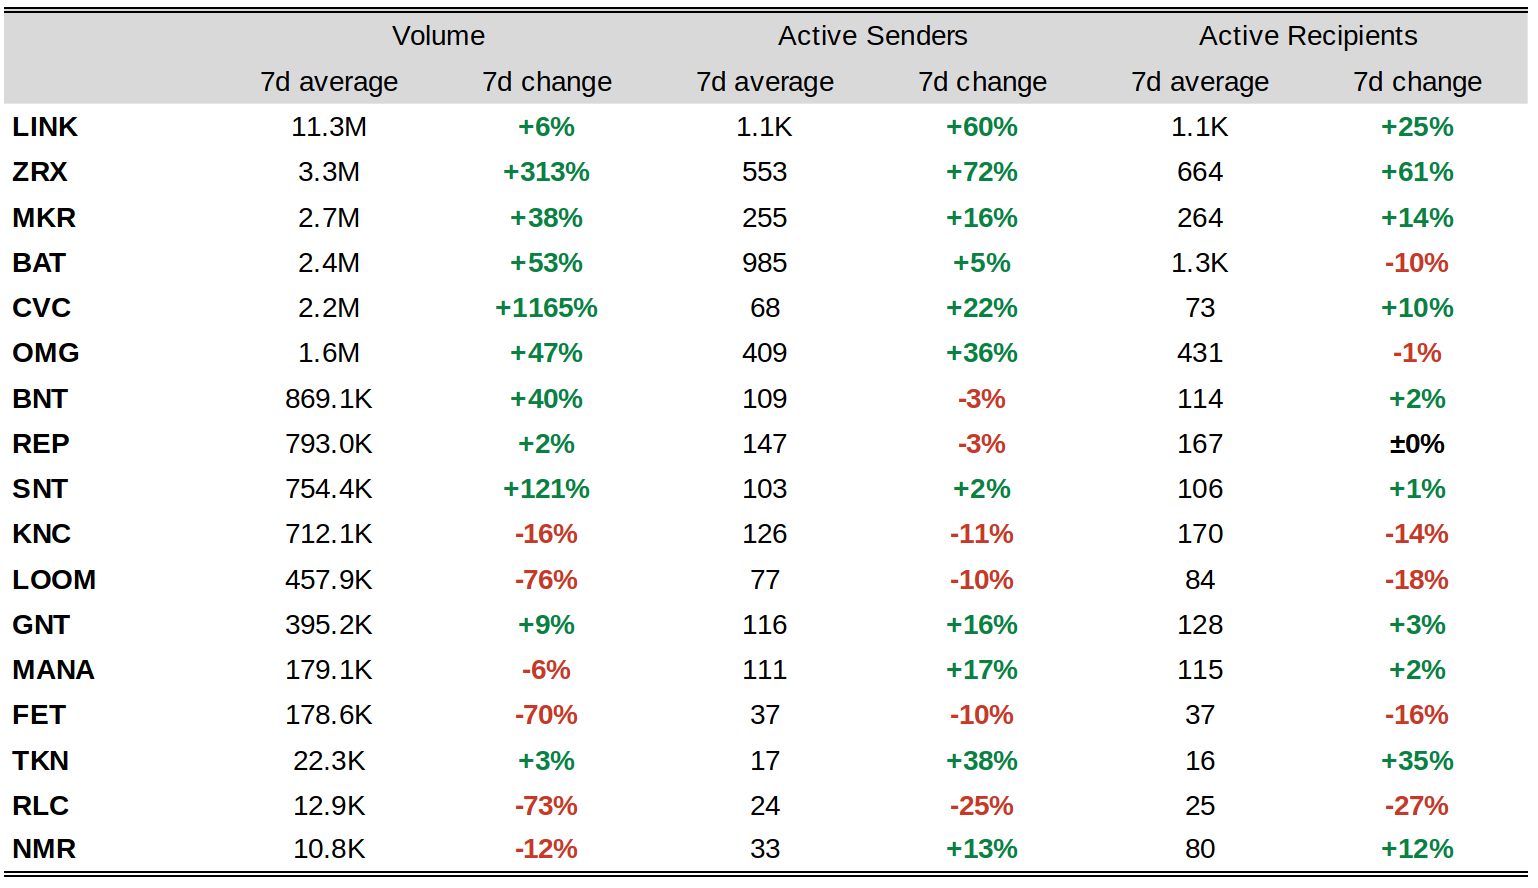 Volume Active Senders Active Recipients
7d average 7d change 7d average 7d change 7d average 7d change
LINK 11.3M +6% 1.1K +60% 1.1K +25%
ZRX 3.3M +313% 553 +72% 664 +61%
MKR 2.7M +38% 255 +16% 264 +14%
BAT 2.4M +53% 985 +5% 1.3K -10%
CVC 2.2M +1165% 68 +22% 73 +10%
OMG 1.6M +47% 409 +36% 431 -1%
BNT 869.1K +40% 109 -3% 114 +2%
REP 793.0K +2% 147 -3% 167 ±0%
SNT 754.4K +121% 103 +2% 106 +1%
KNC 712.1K -16% 126 -11% 170 -14%
LOOM 457.9K -76% 77 -10% 84 -18%
GNT 395.2K +9% 116 +16% 128 +3%
MANA 179.1K -6% 111 +17% 115 +2%
FET 178.6K -70% 37 -10% 37 -16%
TKN 22.3K +3% 17 +38% 16 +35%
RLC 12.9K -73% 24 -25% 25 -27%
NMR 10.8K -12% 33 +13% 80 +12%